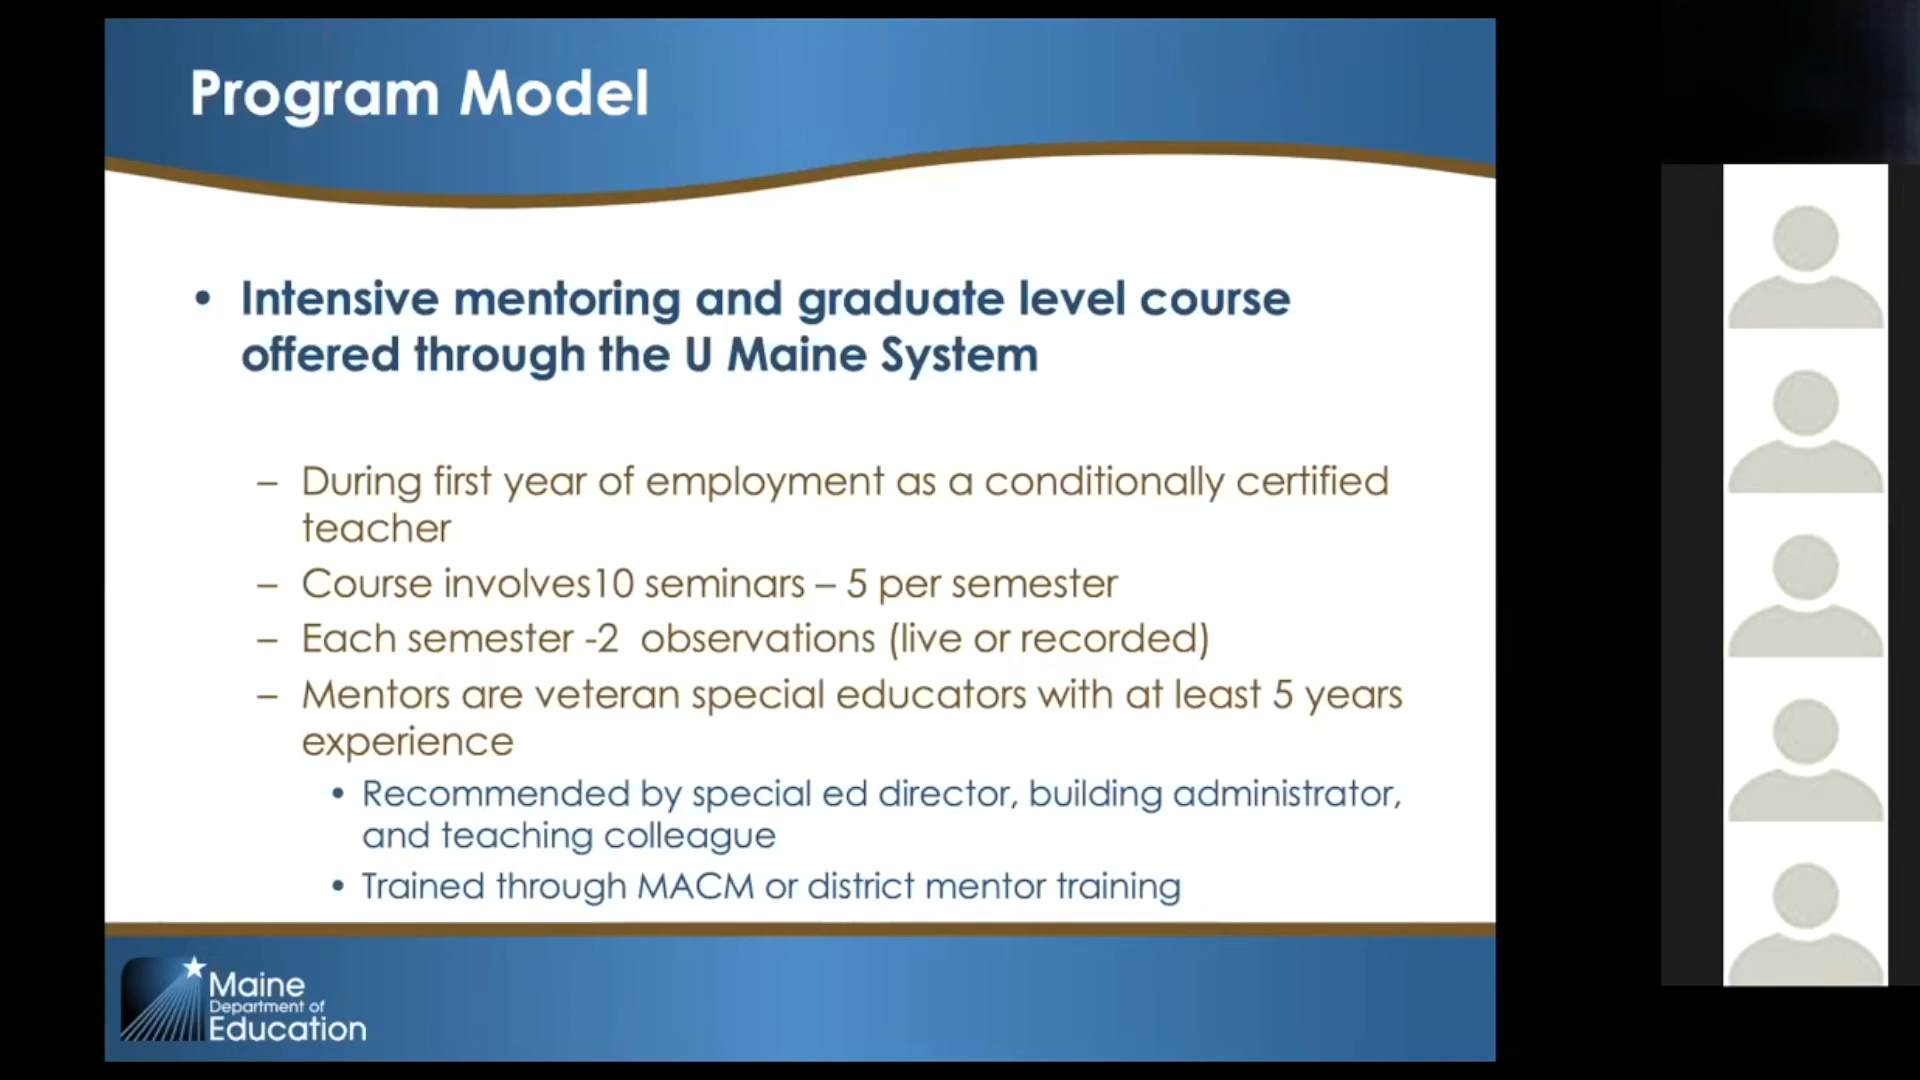 Program Model
• Intensive mentoring and graduate level course
offered through the U Maine System
– During first year of employment as a conditionally certified
teacher
– Course involves10 seminars – 5 per semester
– Each semester -2  observations (live or recorded)
– Mentors are veteran special educators with at least 5 years
experience
• Recommended by special ed director, building administrator,
and teaching colleague
• Trained through MACM or district mentor training
Maine
Department of
Education